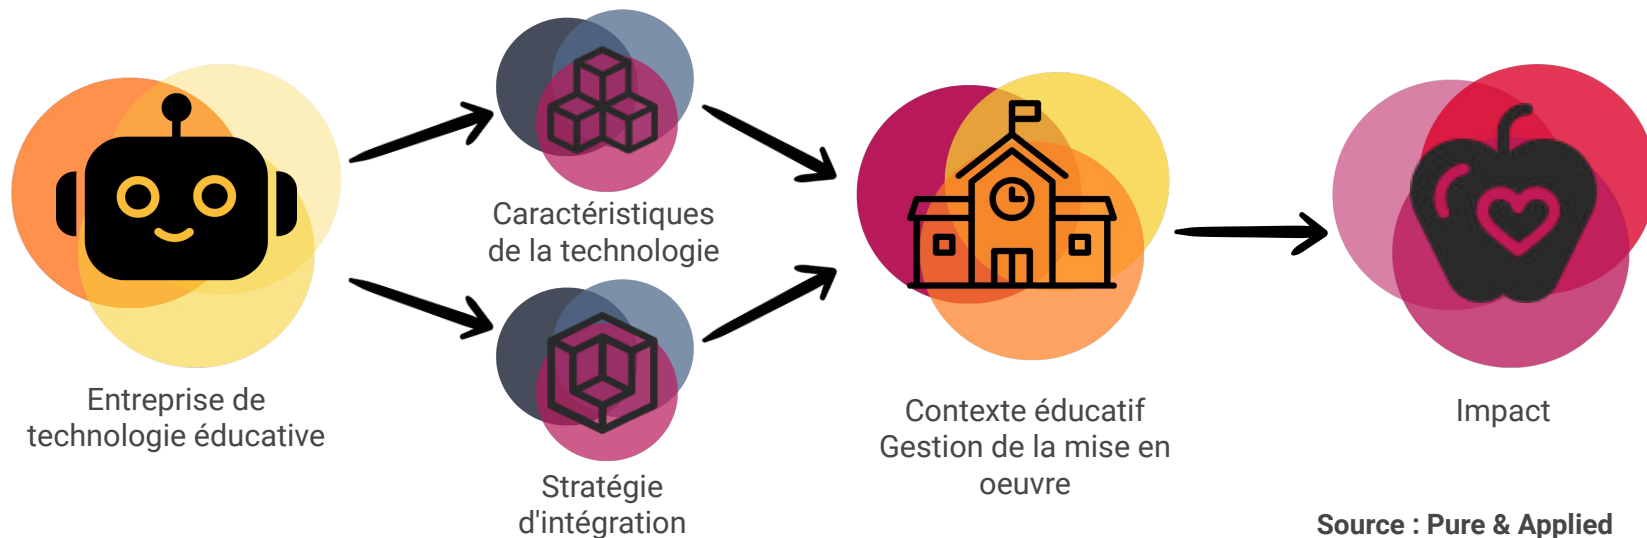 Entreprise de
technologie éducative
Caractéristiques
de la technologie
Stratégie
d'intégration
Contexte éducatif
Gestion de la mise en
oeuvre
Impact
Source : Pure & Applied